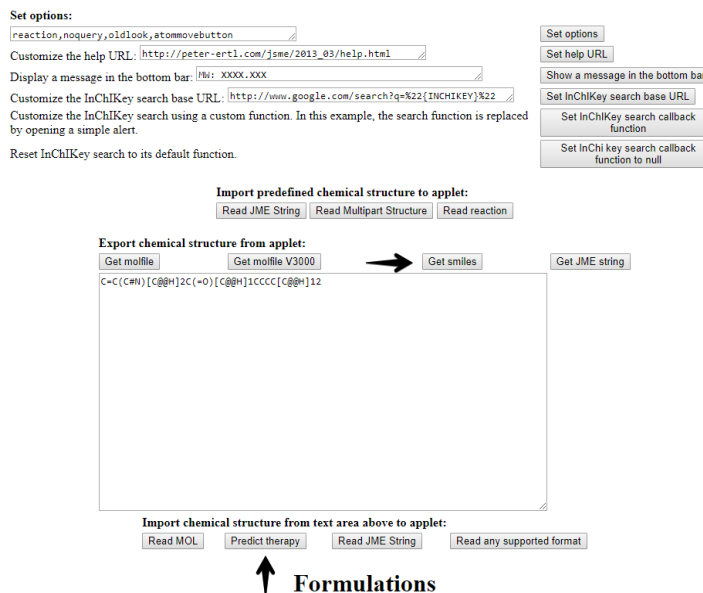 Set options:
reaction,noquery,oldlook,atommovebutton
Set options
Customize the help URL: http://peter-ertl.com/jsme/2013_03/help.html
Set help URL
Display a message in the bottom bar: MW: XXXX.XXX
Show a message in the bottom bar
Customize the InChIKey search base URL: http://www.google.com/search?q=%22{INCHIKEY}%22
Set InChIKey search base URL
Customize the InChIKey search using a custom function. In this example, the search function is replaced
by opening a simple alert.
Set InChIKey search callback
function
Reset InChIKey search to its default function.
Set InChi key search callback
function to null
Import predefined chemical structure to applet:
Read JME String Read Multipart Structure Read reaction
Export chemical structure from applet:
Get molfile Get molfile V3000 Get smiles Get JME string
C=C(C#N)[C@@H]2C(=O)[C@@H]1CCCC[C@@H]12
Import chemical structure from text area above to applet:
Read MOL Predict therapy Read JME String Read any supported format
Formulations